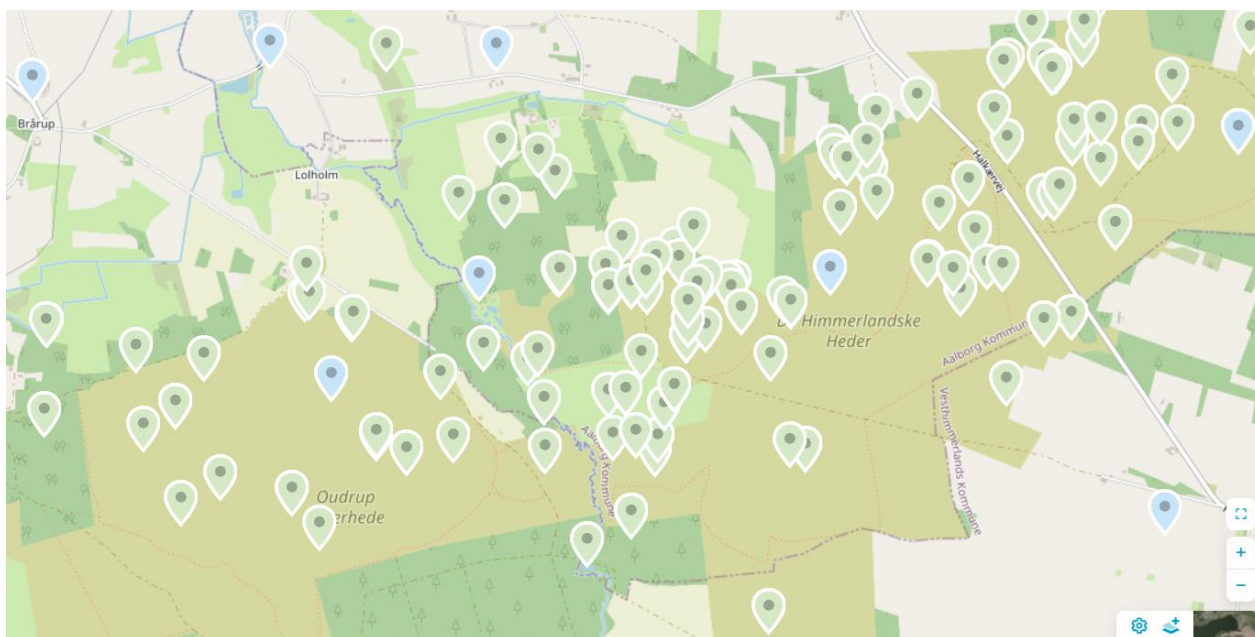 Brårup
Lolholm
Halkærvej
Himmerlandske
Heder
Aalborg Kommune
Vesthimmerlands Kommune
Aalborg Kommune
Oudrup
erhede